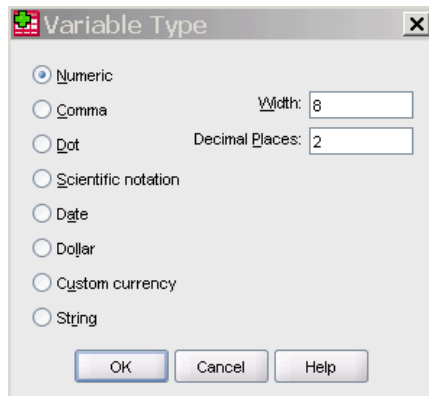 Variable Type
Numeric
Comma
Width: 8
Dot
Decimal Places: 2
Scientific notation
Date
Dollar
Custom currency
String
OK Cancel Help